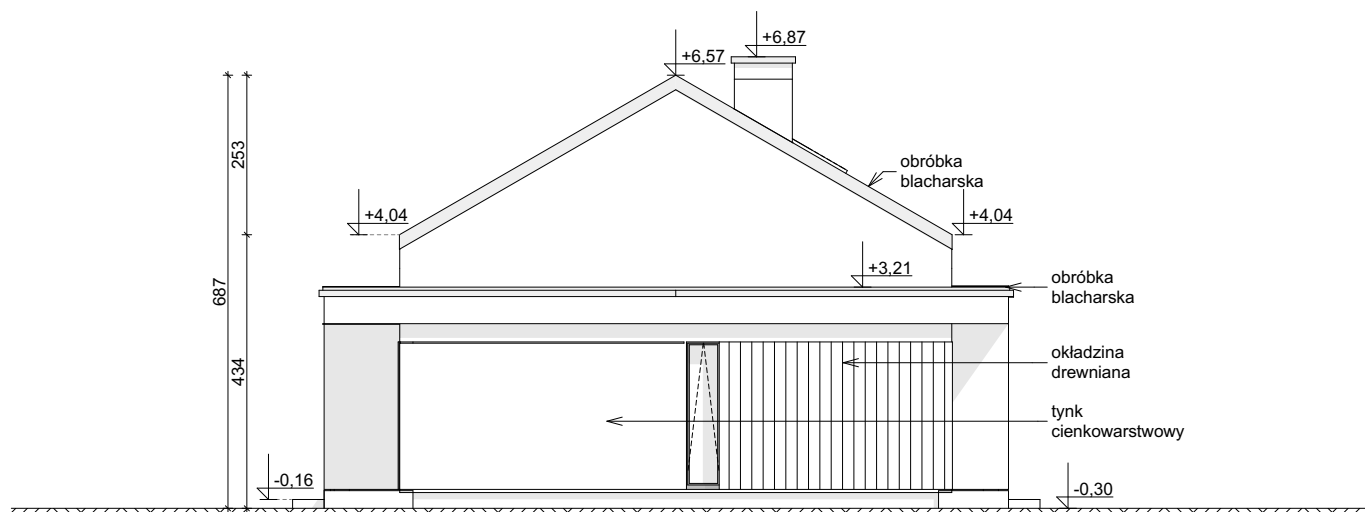 +6,87
+6,57
253
obróbka
blacharska
+4,04
+4,04
+3,21
obróbka
blacharska
687
434
okładzina
drewniana
tynk
cienkowarstwowy
-0,16
-0,30